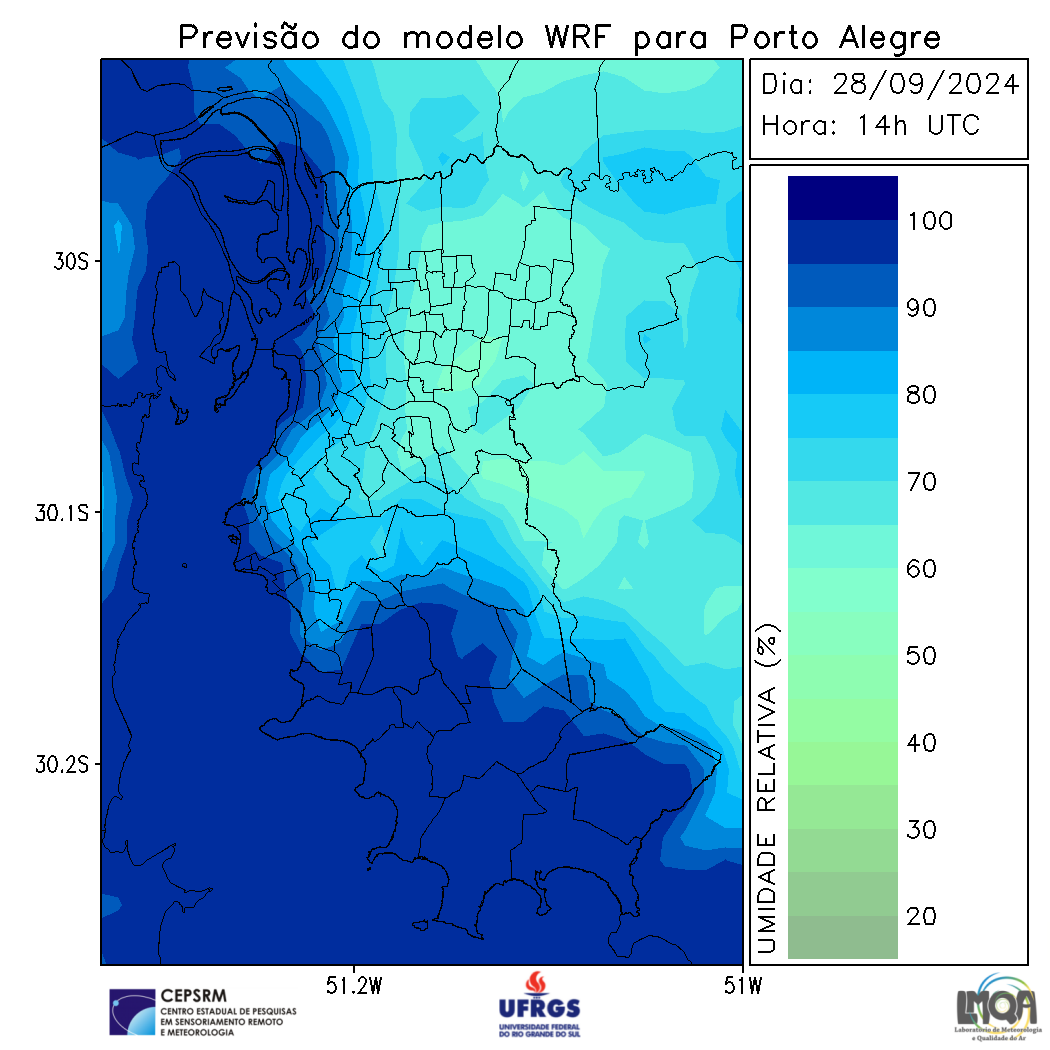 Previsão do modelo WRF para Porto Alegre
Dia: 28/09/2024
Hora: 14h UTC
30S
30.1S
30.2S
51.2W
51W
UMIDADE RELATIVA (%)
100
90
80
70
60
50
40
30
20
CEPSRM
CENTRO ESTADUAL DE PESQUISAS
EM SENSORIAMENTO REMOTO
E METEOROLOGIA
UFRGS
UNIVERSIDADE FEDERAL
DO RIO GRANDE DO SUL
LMQA
Laboratório de Meteorologia
e Qualidade do Ar